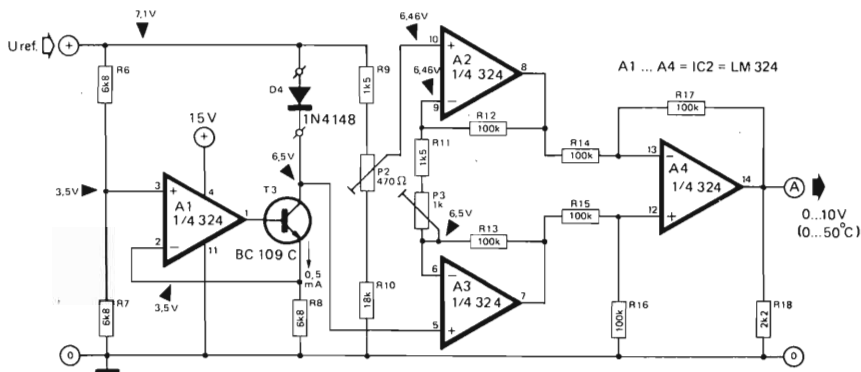 7,1V
Uref.
+
R6
6k8
D4
1N4148
15V
+
6,5V
3,5V
T3
3
+
A1
1/4 324
4
1
2
−
11
BC 109 C
0,5
mA
3,5V
R7
6k8
R8
6k8
0
R9
1k5
P2
470 Ω
R10
18k
6,46V
10
+
A2
1/4 324
8
6,46V
−
9
R12
100k
R11
1k5
P3
1k
6,5V
R13
100k
6
−
A3
1/4 324
7
5
+
A1 ... A4 = IC2 = LM 324
R17
100k
R14
100k
13
−
A4
1/4 324
14
A
R15
100k
12
+
0...10V
(0...50°C)
R16
100k
R18
2k2
0